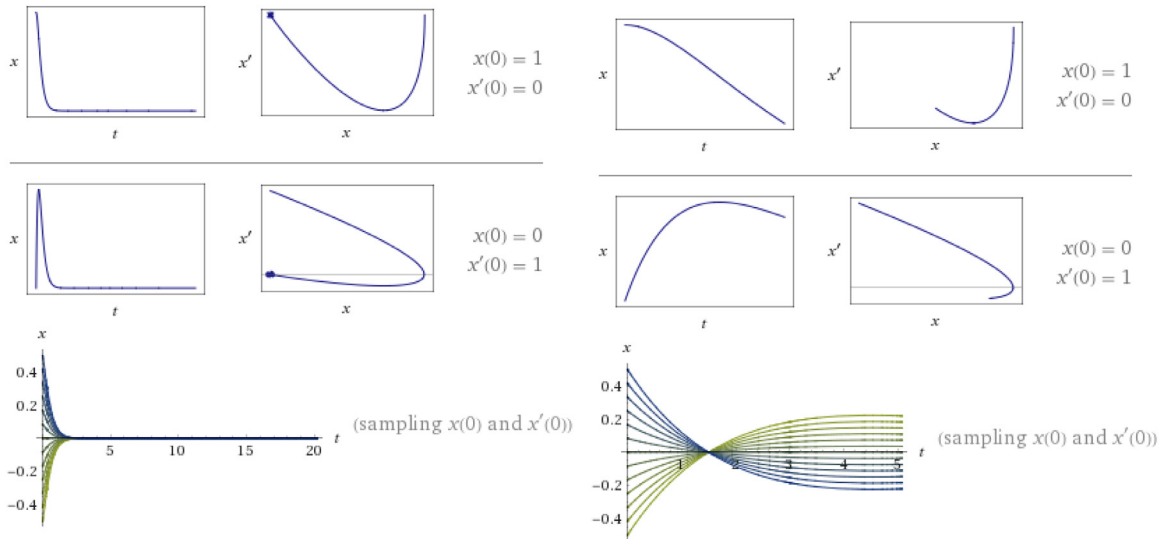 x
t
x′
x
x(0) = 1
x′(0) = 0
x
t
x′
x
x(0) = 0
x′(0) = 1
x
0.4
0.2
−0.2
−0.4
5
10
15
20
t
(sampling x(0) and x′(0))
x
t
x′
x
x(0) = 1
x′(0) = 0
x
t
x′
x
x(0) = 0
x′(0) = 1
x
0.4
0.2
−0.2
−0.4
1
2
3
4
5
t
(sampling x(0) and x′(0))